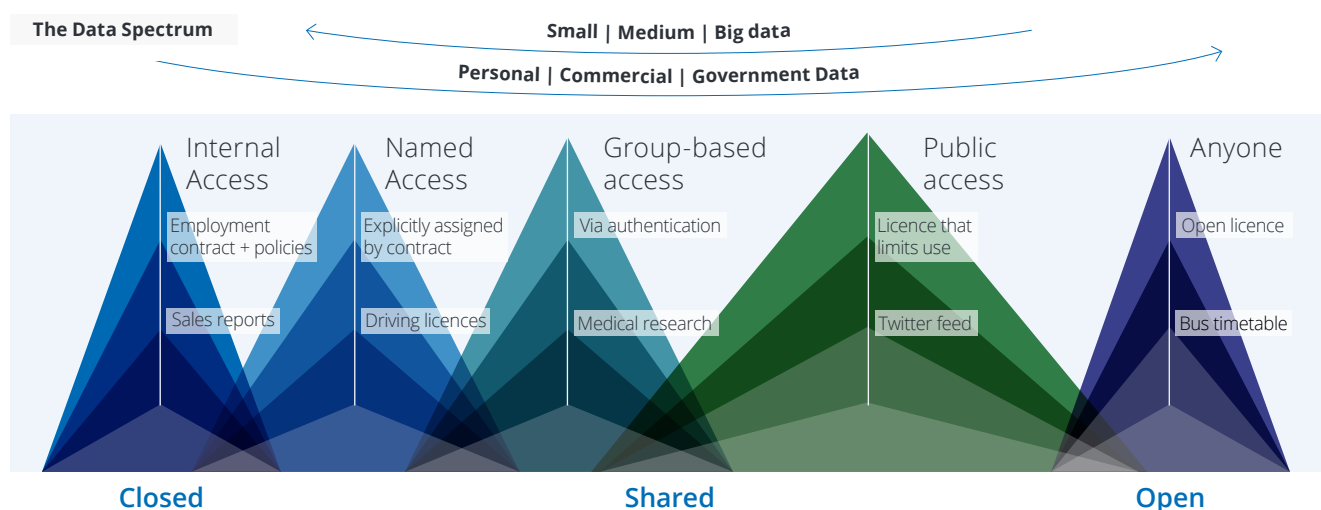 The Data Spectrum
Small | Medium | Big data
Personal | Commercial | Government Data
Internal
Access
Named
Access
Group-based
access
Public
access
Anyone
Employment
contract + policies
Explicitly assigned
by contract
Via authentication
Licence that
limits use
Open licence
Sales reports
Driving licences
Medical research
Twitter feed
Bus timetable
Closed
Shared
Open